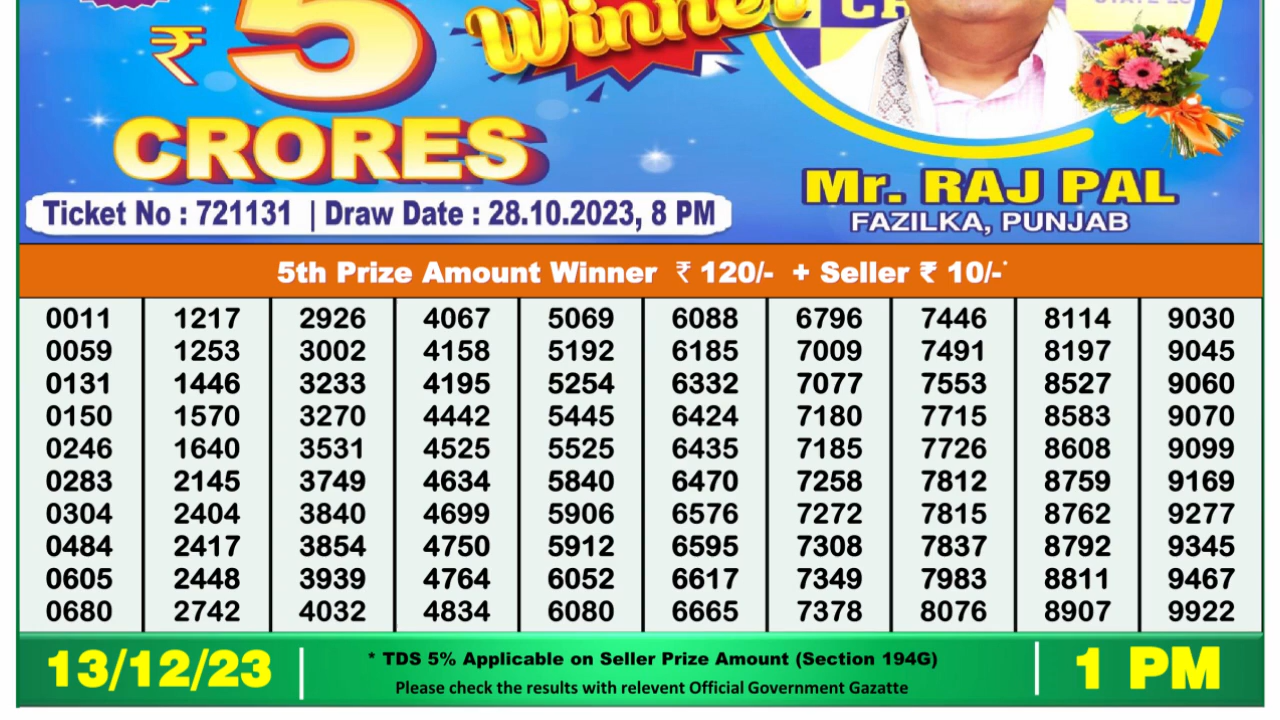 ₹ 5
Winner
CRORES
Ticket No : 721131 | Draw Date : 28.10.2023, 8 PM
Mr. RAJ PAL
FAZILKA, PUNJAB
5th Prize Amount Winner ₹ 120/- + Seller ₹ 10/-*
0011 1217 2926 4067 5069 6088 6796 7446 8114 9030
0059 1253 3002 4158 5192 6185 7009 7491 8197 9045
0131 1446 3233 4195 5254 6332 7077 7553 8527 9060
0150 1570 3270 4442 5445 6424 7180 7715 8583 9070
0246 1640 3531 4525 5525 6435 7185 7726 8608 9099
0283 2145 3749 4634 5840 6470 7258 7812 8759 9169
0304 2404 3840 4699 5906 6576 7272 7815 8762 9277
0484 2417 3854 4750 5912 6595 7308 7837 8792 9345
0605 2448 3939 4764 6052 6617 7349 7983 8811 9467
0680 2742 4032 4834 6080 6665 7378 8076 8907 9922
13/12/23
* TDS 5% Applicable on Seller Prize Amount (Section 194G)
Please check the results with relevent Official Government Gazatte
1 PM